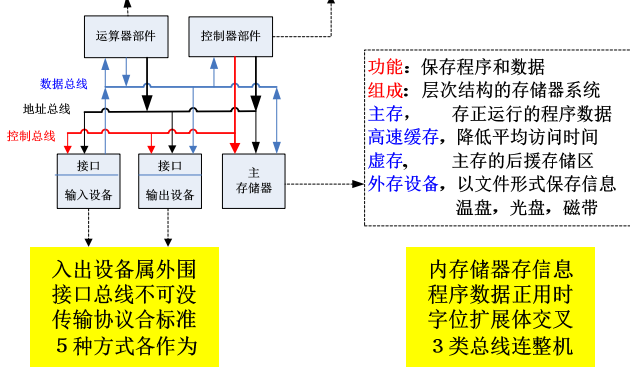 运算器部件
控制器部件
数据总线
地址总线
控制总线
接口
输入设备
接口
输出设备
主
存储器
功能：保存程序和数据
组成：层次结构的存储器系统
主存， 存正运行的程序数据
高速缓存，降低平均访问时间
虚存， 主存的后援存储区
外存设备，以文件形式保存信息
温盘，光盘，磁带
入出设备属外围
接口总线不可没
传输协议合标准
5 种方式各作为
内存储器存信息
程序数据正用时
字位扩展体交叉
3 类总线连整机